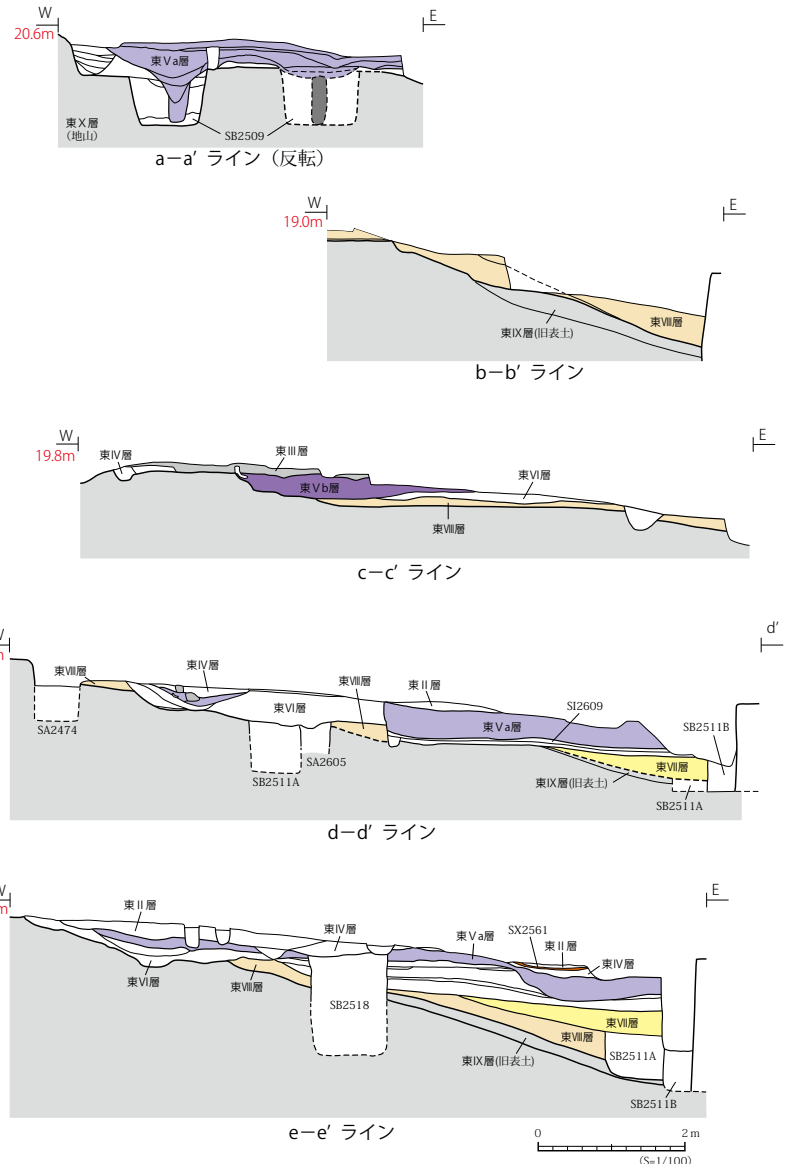 W
E
20.6m
東Ⅴa層
東Ⅹ層
(地山)
SB2509
a－a′ ライン（反転）
W
E
19.0m
東Ⅷ層
東Ⅸ層(旧表土)
b－b′ ライン
W
E
19.8m
東Ⅳ層
東Ⅲ層
東Ⅵ層
東Ⅴb層
東Ⅷ層
c－c′ ライン
d′
東Ⅷ層
東Ⅳ層
東Ⅷ層
東Ⅱ層
SI2609
東Ⅵ層
東Ⅴa層
SB2511B
SA2474
SA2605
東Ⅶ層
SB2511A
東Ⅸ層(旧表土)
SB2511A
d－d′ ライン
E
東Ⅱ層
東Ⅳ層
東Ⅴa層
SX2561
東Ⅱ層
東Ⅳ層
東Ⅵ層
東Ⅷ層
SB2518
東Ⅶ層
東Ⅷ層
SB2511A
東Ⅸ層(旧表土)
SB2511B
e－e′ ライン
0
2 m
(S=1/100)